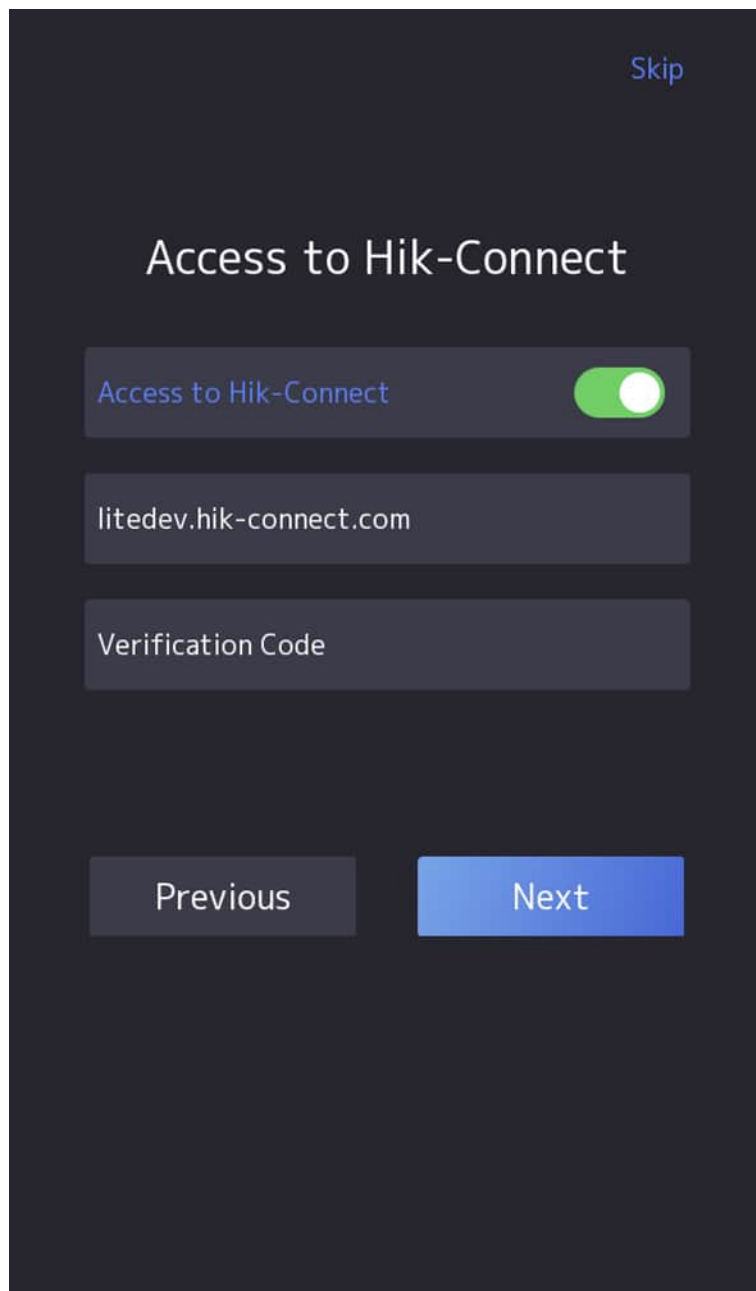 Skip
Access to Hik-Connect
Access to Hik-Connect
litedev.hik-connect.com
Verification Code
Previous
Next